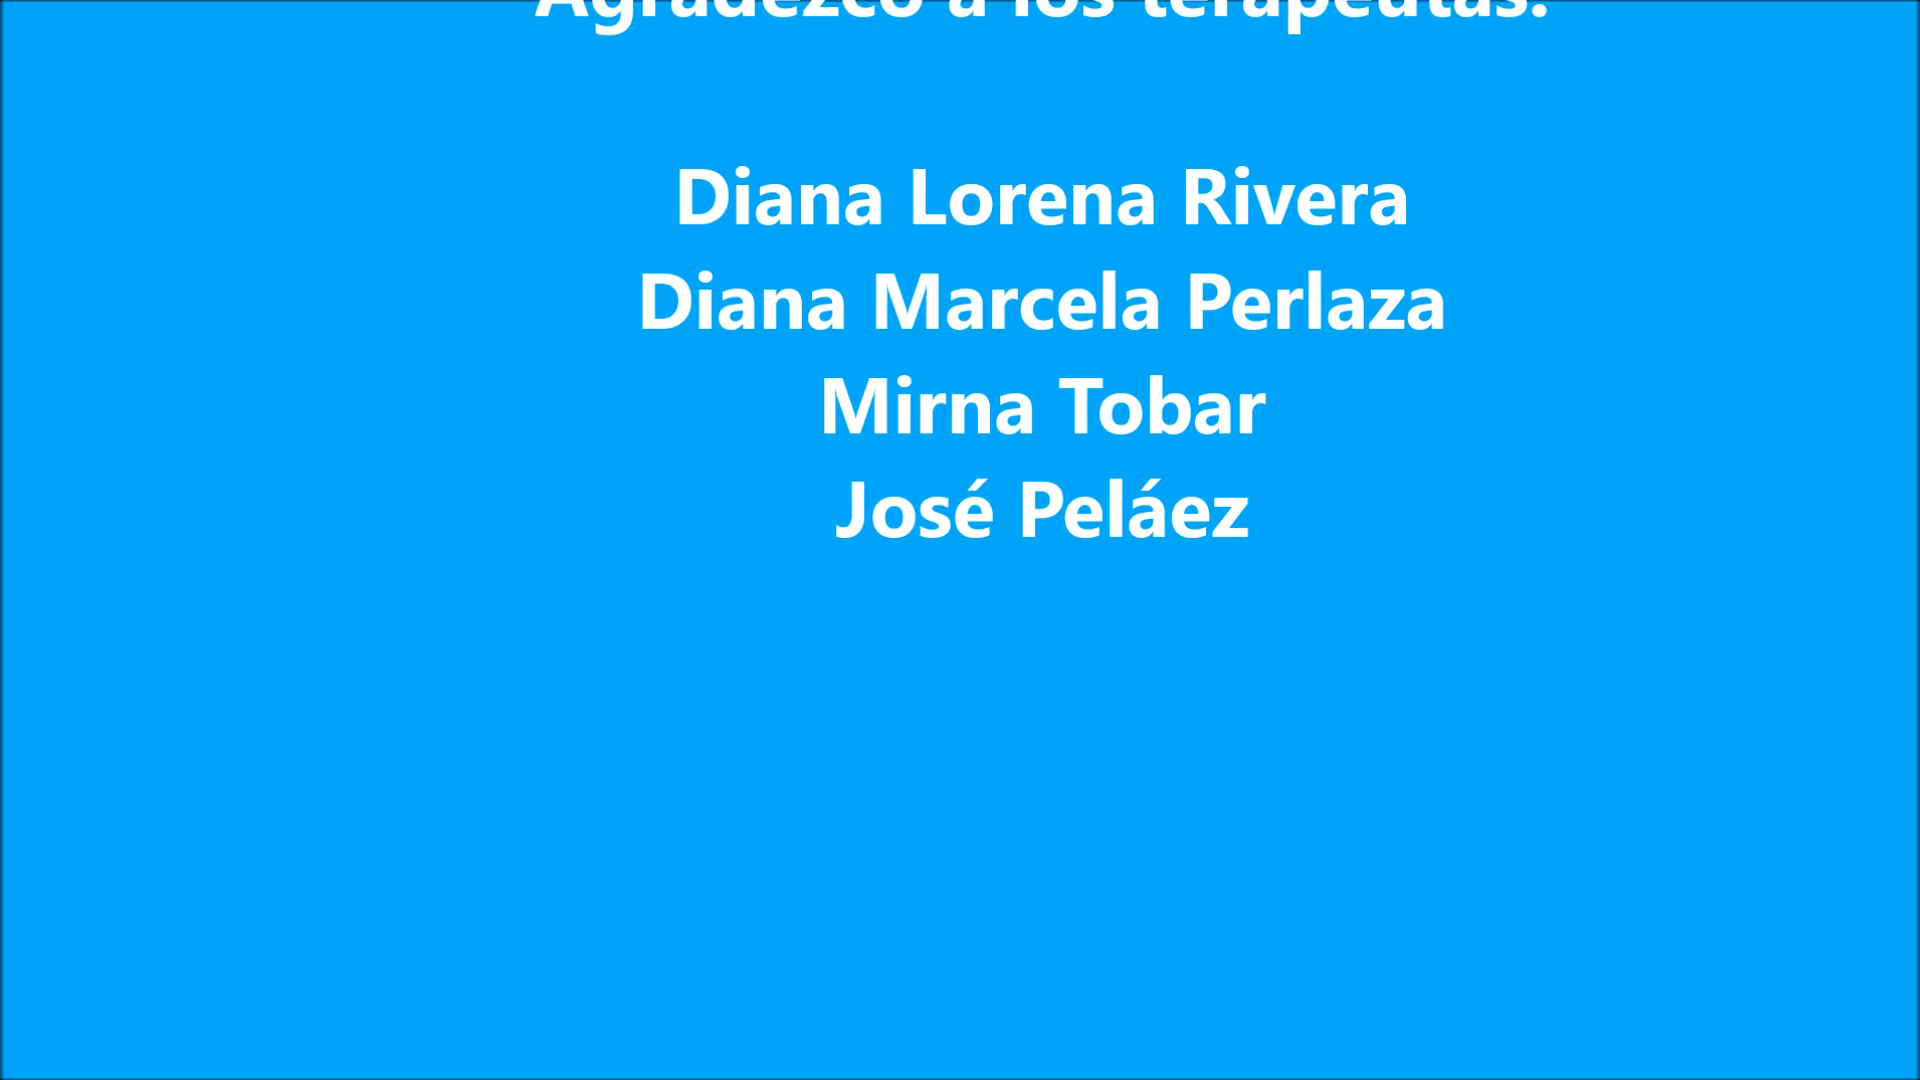 Agradezco a los terapeutas:
Diana Lorena Rivera
Diana Marcela Perlaza
Mirna Tobar
José Peláez